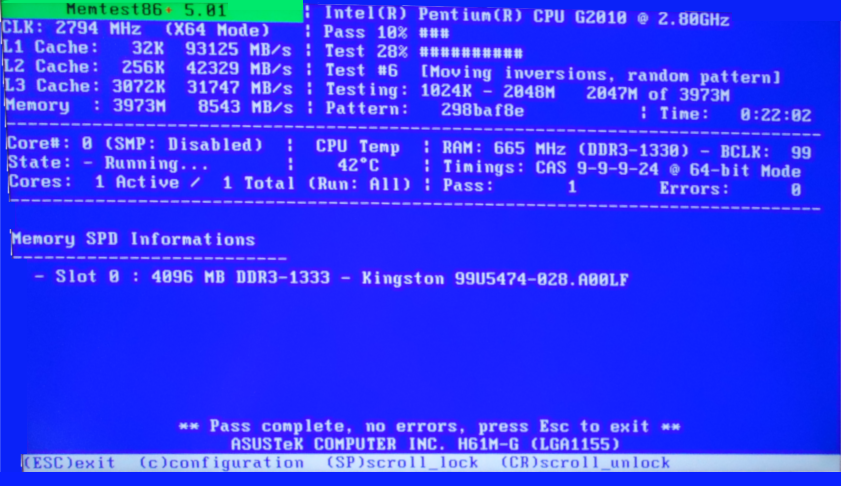 Memtest86+ 5.01 | Intel(R) Pentium(R) CPU G2010 @ 2.80GHz
CLK: 2794 MHz (X64 Mode) | Pass 10% ###
L1 Cache: 32K 93125 MB/s | Test 28% ##########
L2 Cache: 256K 42329 MB/s | Test #6 [Moving inversions, random pattern]
L3 Cache: 3072K 31747 MB/s | Testing: 1024K - 2048M 2047M of 3973M
Memory : 3973M 8543 MB/s | Pattern: 298baf8e | Time: 0:22:02
Core#: 0 (SMP: Disabled) | CPU Temp | RAM: 665 MHz (DDR3-1330) - BCLK: 99
State: - Running... | 42°C | Timings: CAS 9-9-9-24 @ 64-bit Mode
Cores: 1 Active / 1 Total (Run: All) | Pass: 1 Errors: 0
Memory SPD Informations
- Slot 0 : 4096 MB DDR3-1333 - Kingston 99U5474-028.A00LF
** Pass complete, no errors, press Esc to exit **
ASUSTeK COMPUTER INC. H61M-G (LGA1155)
(ESC)exit (c)configuration (SP)scroll_lock (CR)scroll_unlock